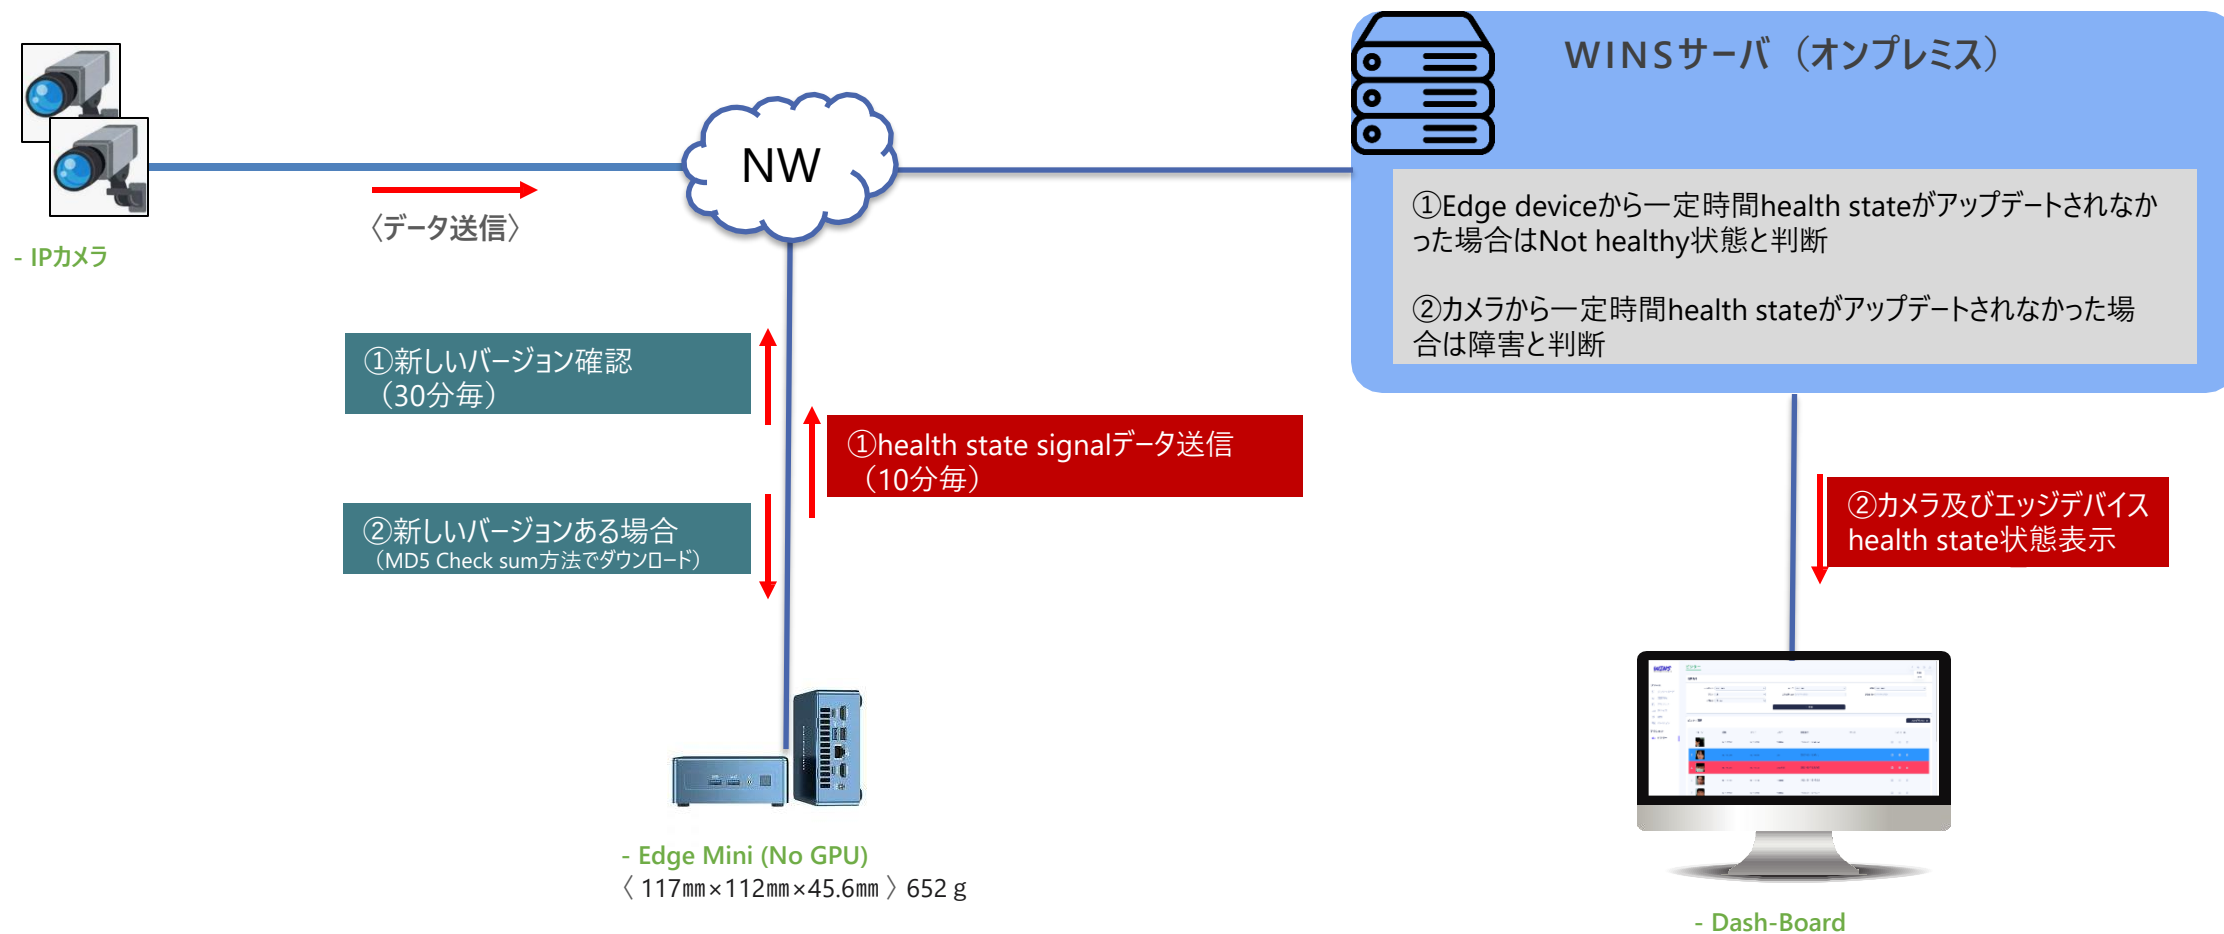 WINSサーバ（オンプレミス）
NW
〈データ送信〉
- IPカメラ
①Edge deviceから一定時間health stateがアップデートされなか
った場合はNot healthy状態と判断
②カメラから一定時間health stateがアップデートされなかった場
合は障害と判断
①新しいバージョン確認
（30分毎）
①health state signalデータ送信
（10分毎）
②新しいバージョンある場合
（MD5 Check sum方法でダウンロード）
②カメラ及びエッジデバイス
health state状態表示
WINS
- Edge Mini (No GPU)
〈 117㎜×112㎜×45.6㎜ 〉 652 g
- Dash-Board